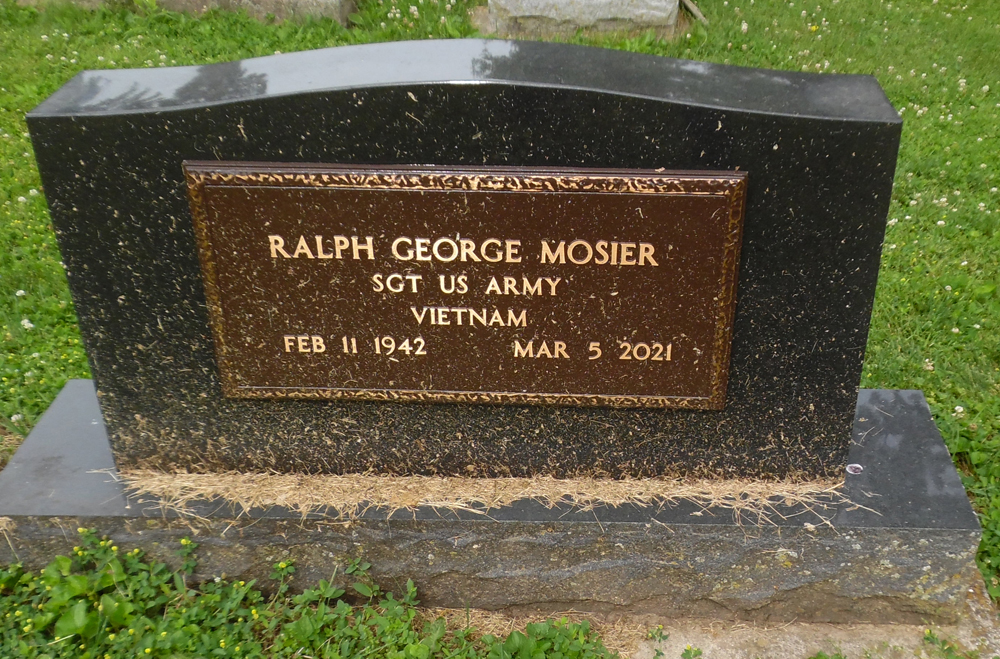 RALPH GEORGE MOSIER
SGT US ARMY
VIETNAM
FEB 11 1942 MAR 5 2021